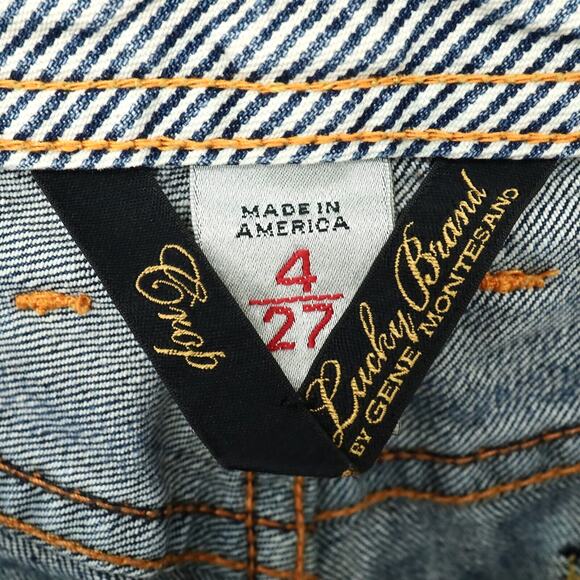 MADE IN
AMERICA
4
27
Crop
Lucky Brand
BY GENE MONTESANO